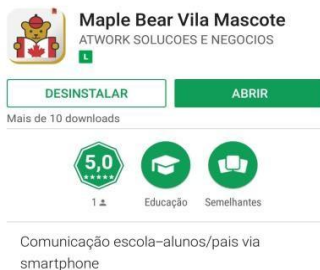 Maple Bear Vila Mascote
ATWORK SOLUCOES E NEGOCIOS
L
DESINSTALAR
ABRIR
Mais de 10 downloads
5,0
1
Educação
Semelhantes
Comunicação escola-alunos/pais via
smartphone